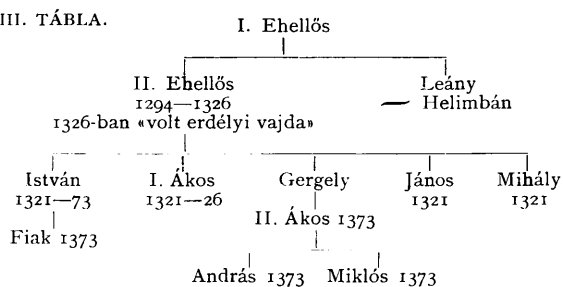 III. TÁBLA.
I. Ehellős
II. Ehellős
1294—1326
1326-ban «volt erdélyi vajda»
Leány
— Helimbán
István
1321—73
I. Ákos
1321—26
Gergely
János
1321
Mihály
1321
Fiak 1373
II. Ákos 1373
András 1373 Miklós 1373